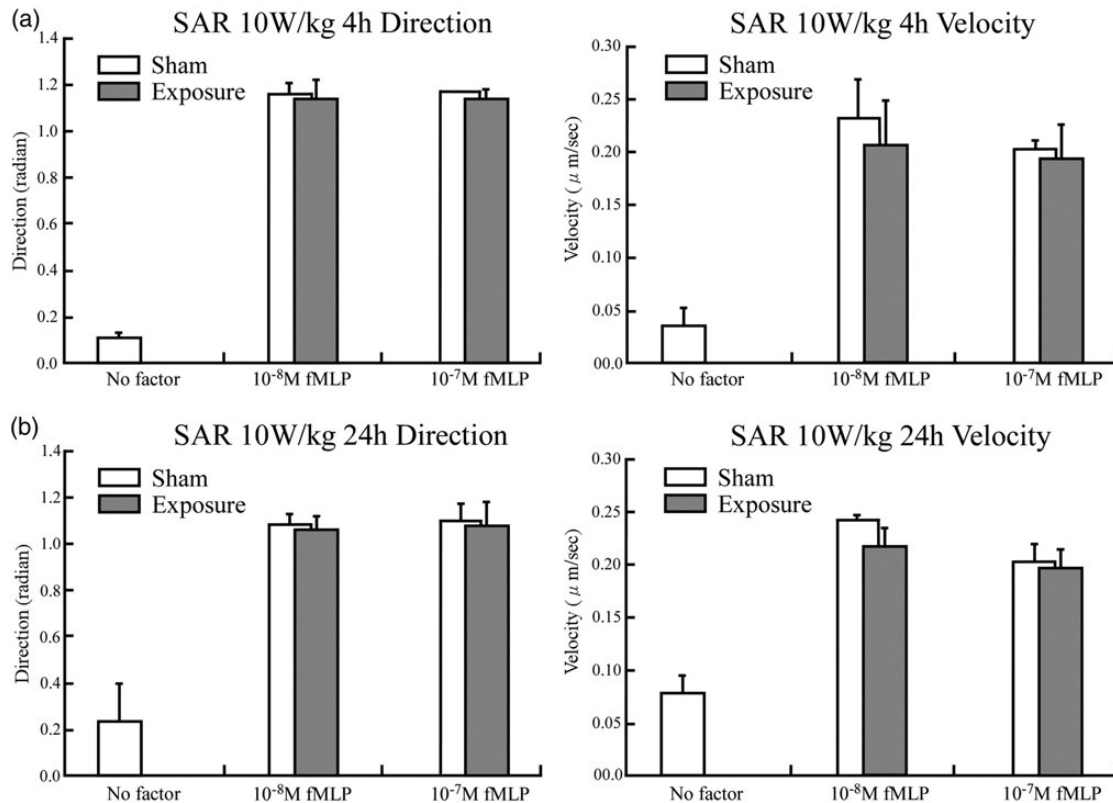 (a)
SAR 10W/kg 4h Direction
Sham
Exposure
Direction (radian)
1.4
1.2
1.0
0.8
0.6
0.4
0.2
0.0
No factor
10⁻⁸M fMLP
10⁻⁷M fMLP
SAR 10W/kg 4h Velocity
Sham
Exposure
Velocity ( μ m/sec)
0.30
0.25
0.20
0.15
0.10
0.05
00.0
No factor
10⁻⁸M fMLP
10⁻⁷M fMLP
(b)
SAR 10W/kg 24h Direction
Sham
Exposure
Direction (radian)
1.4
1.2
1.0
0.8
0.6
0.4
0.2
0.0
No factor
10⁻⁸M fMLP
10⁻⁷M fMLP
SAR 10W/kg 24h Velocity
Sham
Exposure
Velocity ( μ m/sec)
0.30
0.25
0.20
0.15
0.10
0.05
00.0
No factor
10⁻⁸M fMLP
10⁻⁷M fMLP